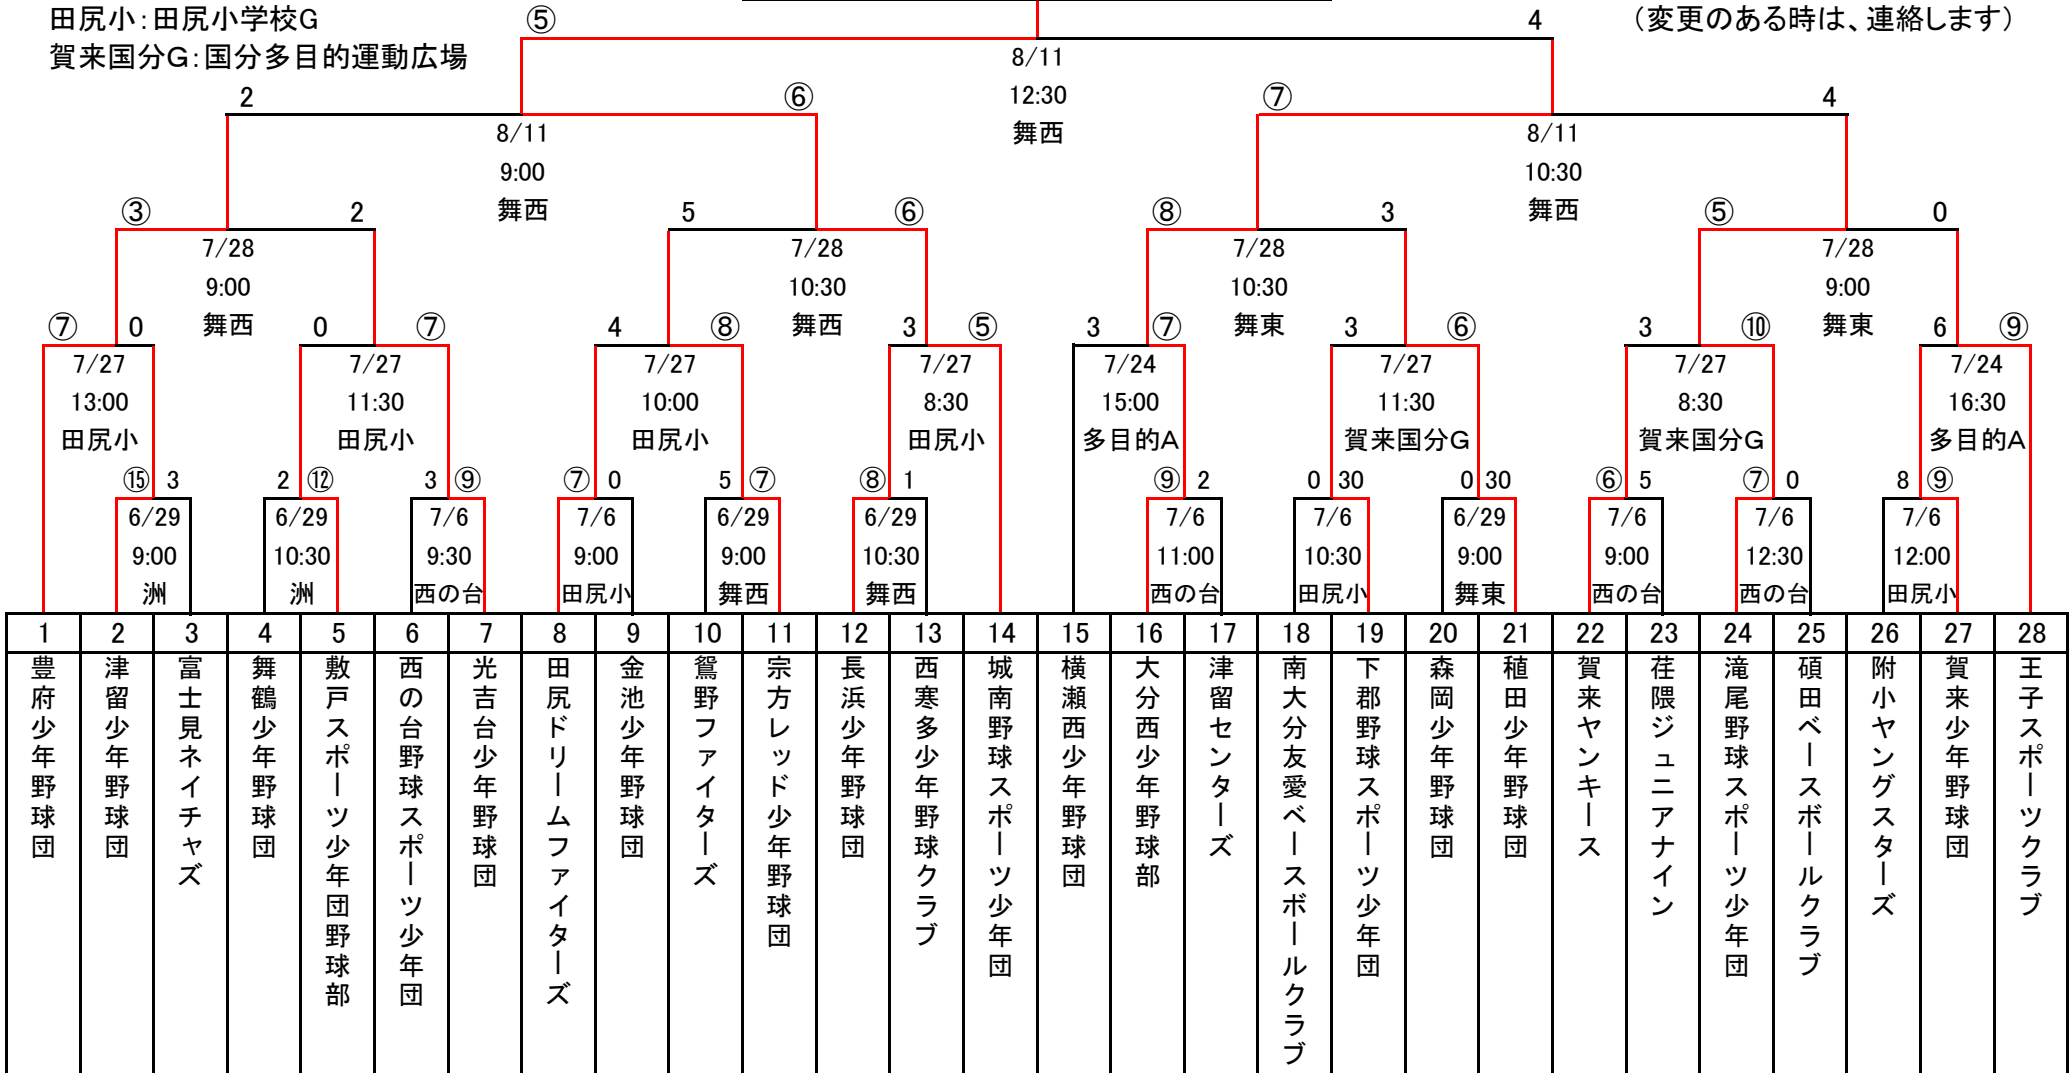 田尻小：田尻小学校G
（変更のある時は、連絡します）
賀来国分G：国分多目的運動広場
⑤ 4
8/11
12:30
舞西
2 ⑥ ⑦ 4
8/11 8/11
9:00 10:30
舞西 舞西
③ 2 5 ⑥ ⑧ 3 ⑤ 0
7/28 7/28 7/28 7/28
9:00 10:30 10:30 9:00
舞西 舞西 舞東 舞東
⑦ 0 0 ⑦ 4 ⑧ 3 ⑤ 3 ⑦ 3 ⑥ 3 ⑩ 6 ⑨
7/27 7/27 7/27 7/27 7/24 7/27 7/27 7/24
13:00 11:30 10:00 8:30 15:00 11:30 8:30 16:30
田尻小 田尻小 田尻小 田尻小 多目的A 賀来国分G 賀来国分G 多目的A
⑮ 3 2 ⑫ 3 ⑨ ⑦ 0 5 ⑦ ⑧ 1 ⑨ 2 0 30 0 30 ⑥ 5 ⑦ 0 8 ⑨
6/29 6/29 7/6 7/6 6/29 6/29 7/6 7/6 6/29 7/6 7/6 7/6
9:00 10:30 9:30 9:00 9:00 10:30 11:00 10:30 9:00 9:00 12:30 12:00
洲 洲 西の台 田尻小 舞西 舞西 西の台 田尻小 舞東 西の台 西の台 田尻小
1 2 3 4 5 6 7 8 9 10 11 12 13 14 15 16 17 18 19 20 21 22 23 24 25 26 27 28
豊府少年野球団
津留少年野球団
富士見ネイチャズ
舞鶴少年野球団
敷戸スポーツ少年団野球部
西の台野球スポーツ少年団
光吉台少年野球団
田尻ドリームファイターズ
金池少年野球団
鴛野ファイターズ
宗方レッド少年野球団
長浜少年野球団
西寒多少年野球クラブ
城南野球スポーツ少年団
横瀬西少年野球団
大分西少年野球部
津留センターズ
南大分友愛ベースボールクラブ
下郡野球スポーツ少年団
森岡少年野球団
稙田少年野球団
賀来ヤンキース
荏隈ジュニアナイン
滝尾野球スポーツ少年団
碩田ベースボールクラブ
附小ヤングスターズ
賀来少年野球団
王子スポーツクラブ